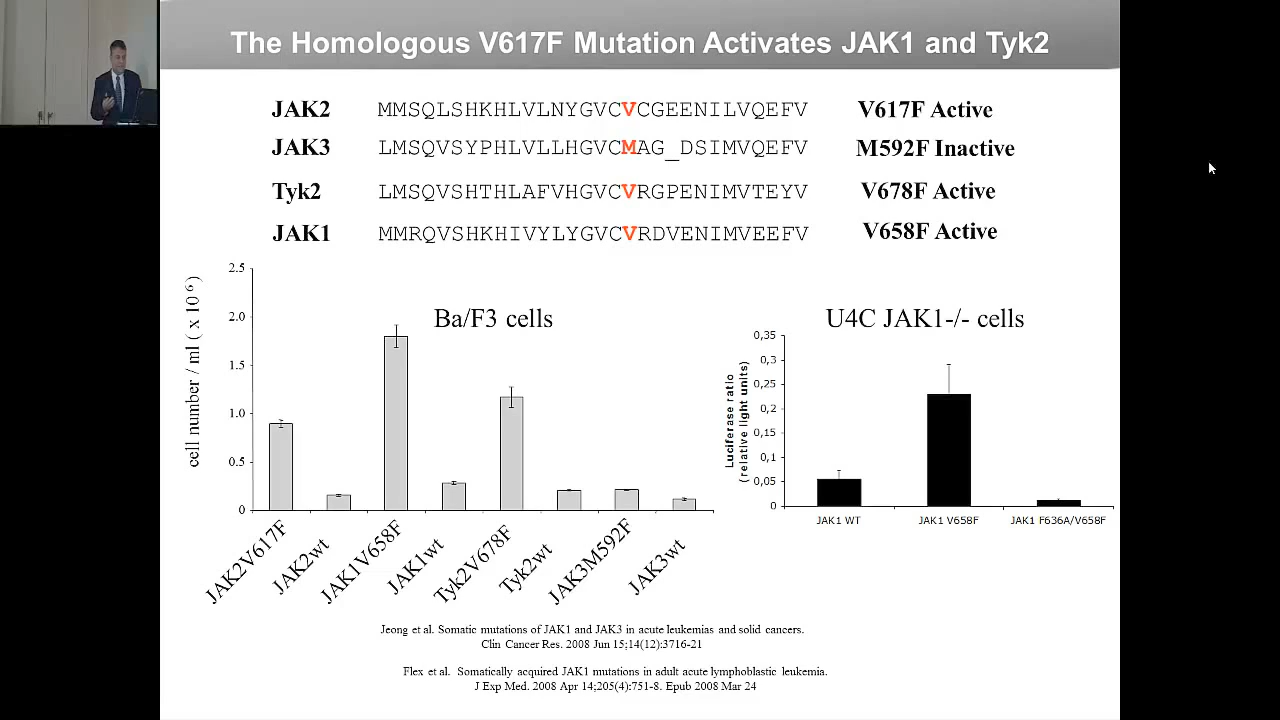 The Homologous V617F Mutation Activates JAK1 and Tyk2
JAK2 MMSQLSHKHLVLNYGVCVCGEENILVQEFV V617F Active
JAK3 LMSQVSYPHLVLLHGVCMAG_DSIMVQEFV M592F Inactive
Tyk2 LMSQVSHTHLAFVHGVCVRGPENIMVTEYV V678F Active
JAK1 MMRQVSHKHIVYLYGVCVRDVENIMVEEFV V658F Active
Ba/F3 cells
cell number / ml ( x 10 6 )
2.5
2.0
1.5
1.0
0.5
0
JAK2V617F
JAK2wt
JAK1V658F
JAK1wt
Tyk2V678F
Tyk2wt
JAK3M592F
JAK3wt
U4C JAK1-/- cells
Luciferase ratio
(relative light units)
0,35
0,3
0,25
0,2
0,15
0,1
0,05
0
JAK1 WT
JAK1 V658F
JAK1 F636A/V658F
Jeong et al. Somatic mutations of JAK1 and JAK3 in acute leukemias and solid cancers.
Clin Cancer Res. 2008 Jun 15;14(12):3716-21
Flex et al. Somatically acquired JAK1 mutations in adult acute lymphoblastic leukemia.
J Exp Med. 2008 Apr 14;205(4):751-8. Epub 2008 Mar 24